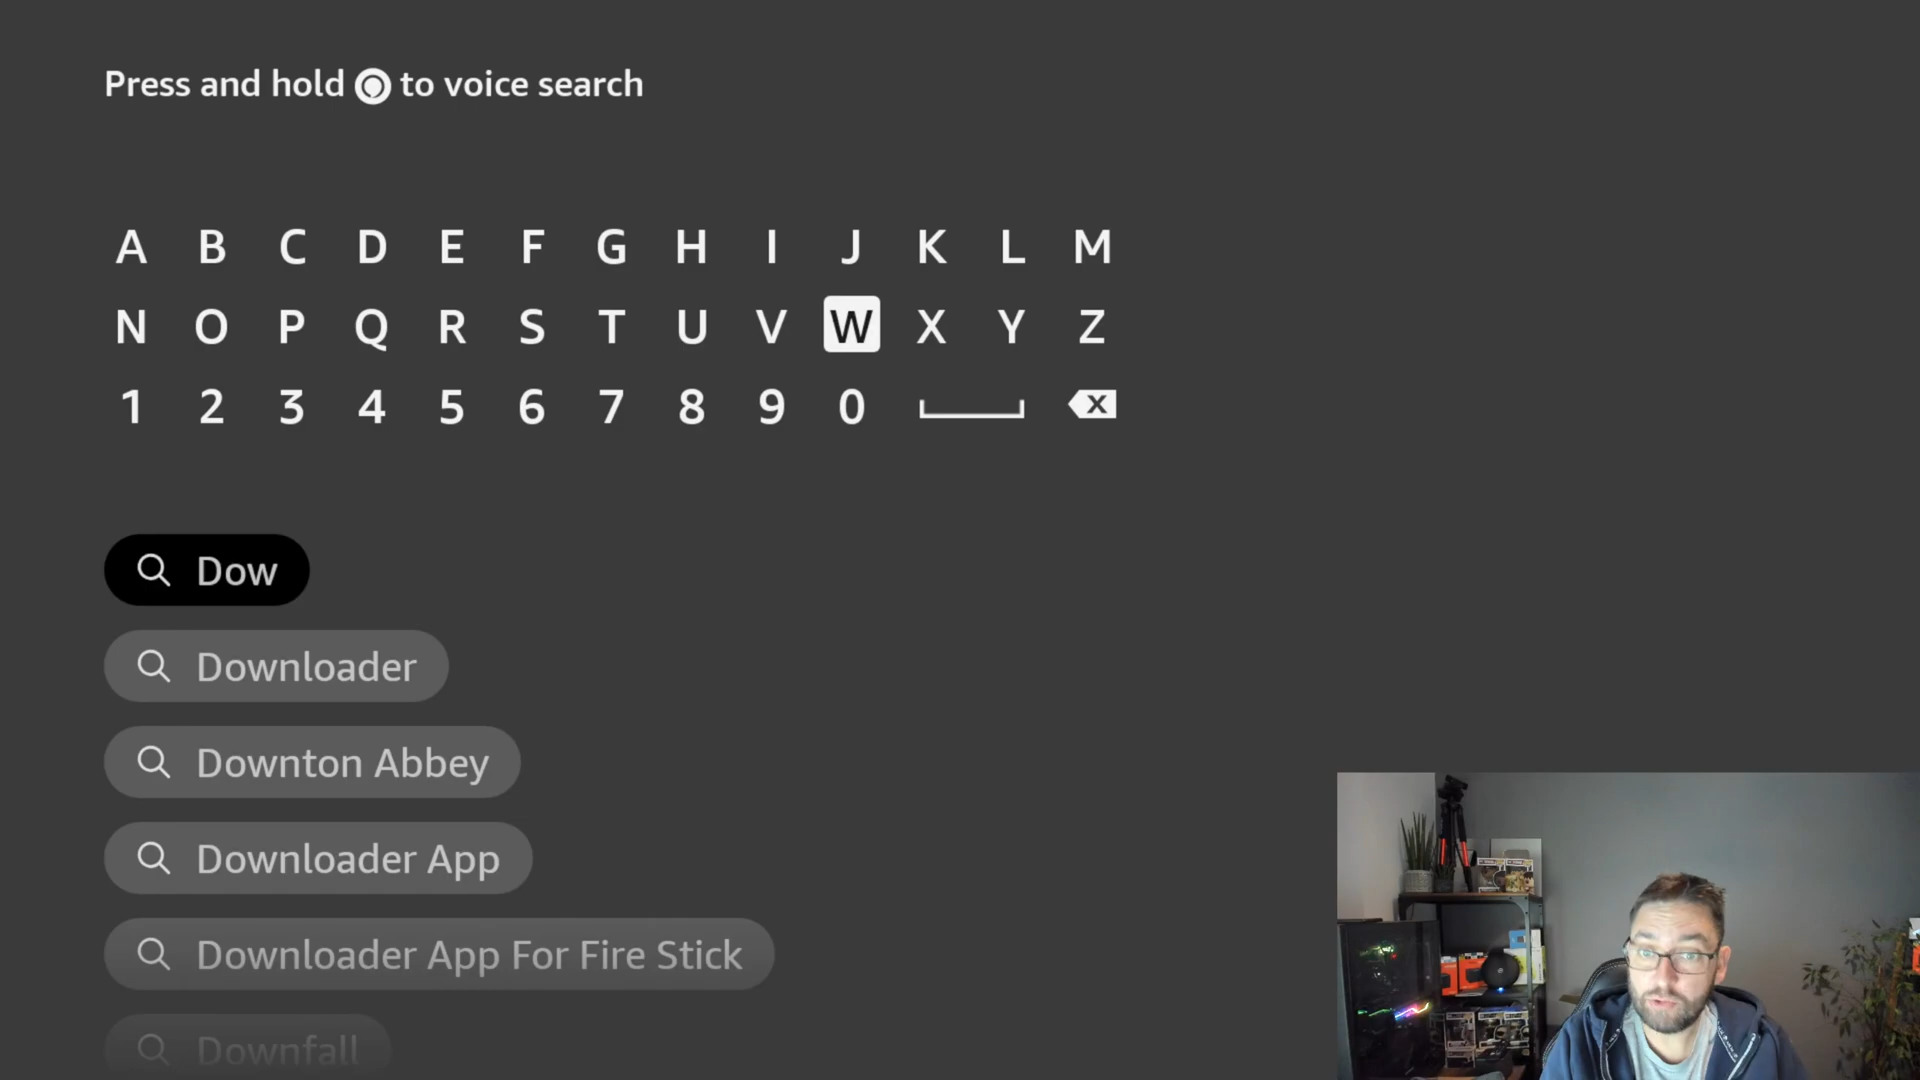 Press and hold to voice search
A B C D E F G H I J K L M
N O P Q R S T U V W X Y Z
1 2 3 4 5 6 7 8 9 0
Dow
Downloader
Downton Abbey
Downloader App
Downloader App For Fire Stick
Downfall